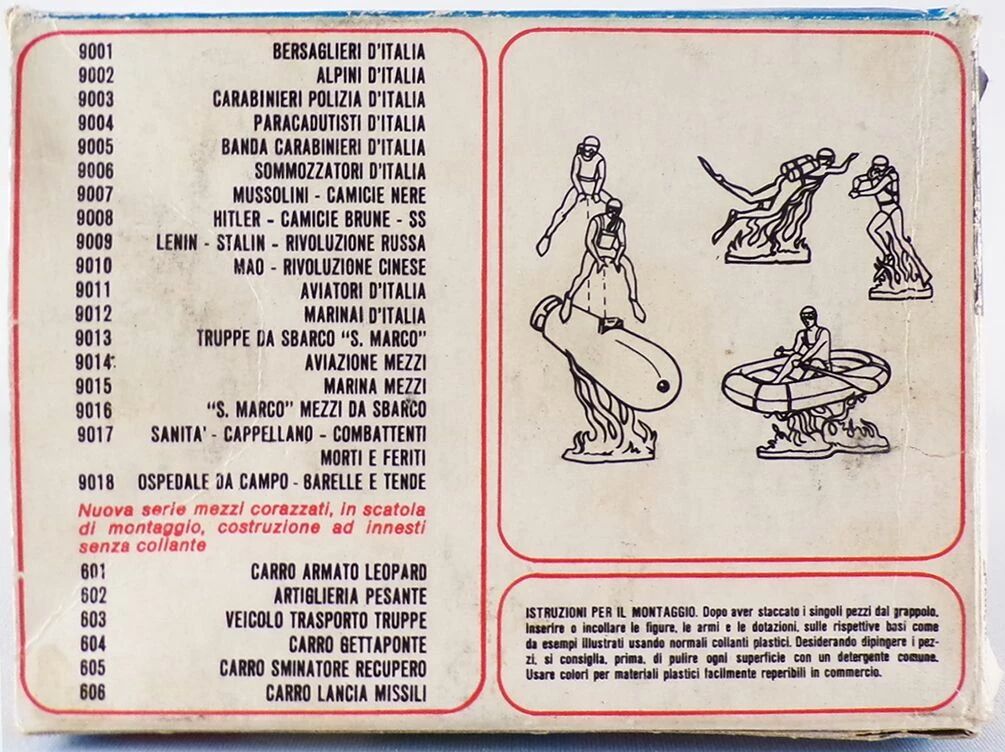 9001 BERSAGLIERI D'ITALIA
9002 ALPINI D'ITALIA
9003 CARABINIERI POLIZIA D'ITALIA
9004 PARACADUTISTI D'ITALIA
9005 BANDA CARABINIERI D'ITALIA
9006 SOMMOZZATORI D'ITALIA
9007 MUSSOLINI - CAMICIE NERE
9008 HITLER - CAMICIE BRUNE - SS
9009 LENIN - STALIN - RIVOLUZIONE RUSSA
9010 MAO - RIVOLUZIONE CINESE
9011 AVIATORI D'ITALIA
9012 MARINAI D'ITALIA
9013 TRUPPE DA SBARCO "S. MARCO"
9014 AVIAZIONE MEZZI
9015 MARINA MEZZI
9016 "S. MARCO" MEZZI DA SBARCO
9017 SANITA' - CAPPELLANO - COMBATTENTI
MORTI E FERITI
9018 OSPEDALE DA CAMPO - BARELLE E TENDE
Nuova serie mezzi corazzati, in scatola
di montaggio, costruzione ad innesti
senza collante
601 CARRO ARMATO LEOPARD
602 ARTIGLIERIA PESANTE
603 VEICOLO TRASPORTO TRUPPE
604 CARRO GETTAPONTE
605 CARRO SMINATORE RECUPERO
606 CARRO LANCIA MISSILI
ISTRUZIONI PER IL MONTAGGIO. Dopo aver staccato i singoli pezzi dal grappolo,
inserire o incollare le figure, le armi e le dotazioni, sulle rispettive basi come
da esempi illustrati usando normali collanti plastici. Desiderando dipingere i pez-
zi, si consiglia, prima, di pulire ogni superficie con un detergente comune.
Usare colori per materiali plastici facilmente reperibili in commercio.